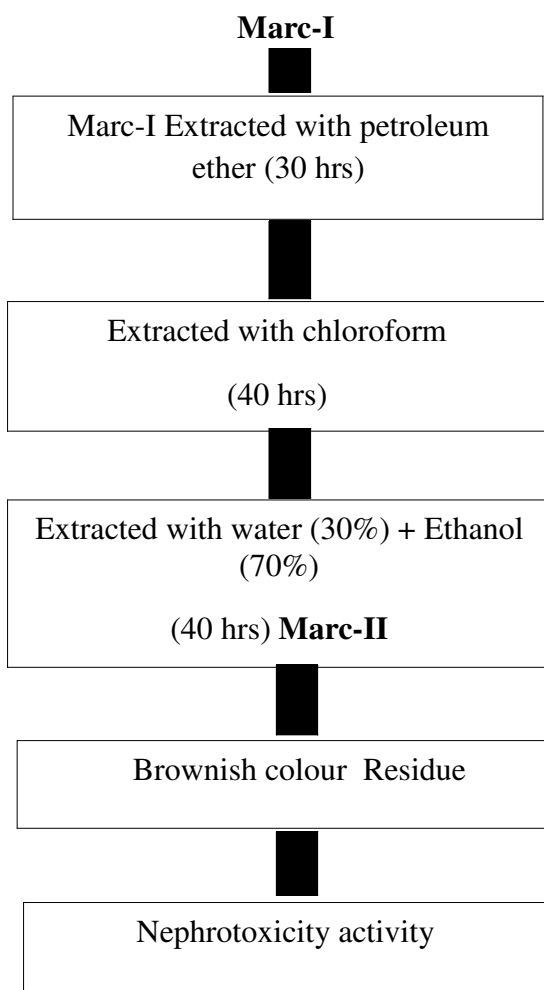 Marc-I
Marc-I Extracted with petroleum
ether (30 hrs)
Extracted with chloroform
(40 hrs)
Extracted with water (30%) + Ethanol
(70%)
(40 hrs) Marc-II
Brownish colour Residue
Nephrotoxicity activity